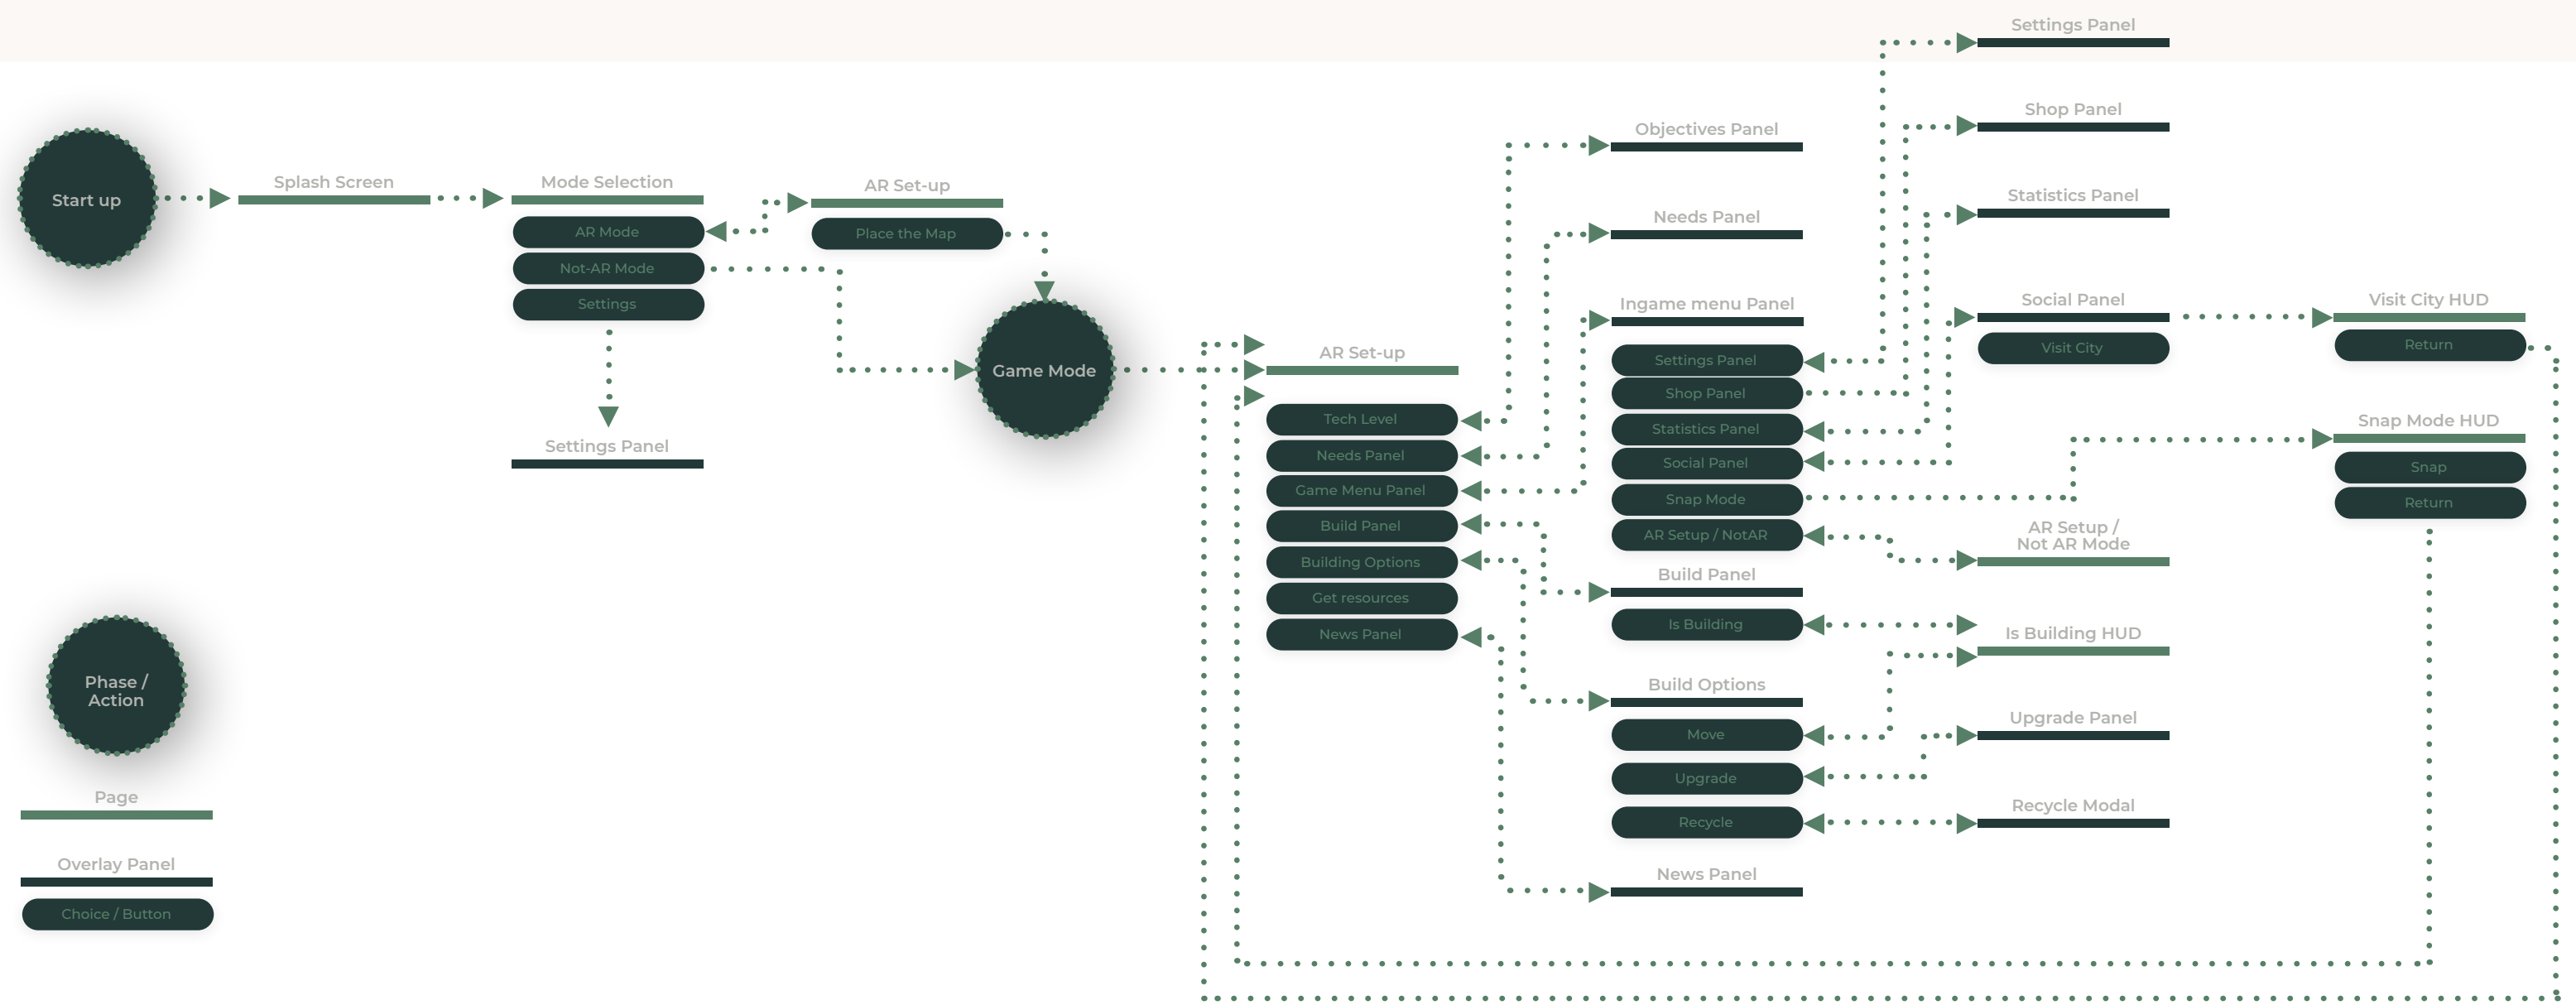 Start up
Splash Screen
Mode Selection
AR Mode
Not-AR Mode
Settings
Settings Panel
AR Set-up
Place the Map
Game Mode
AR Set-up
Tech Level
Needs Panel
Game Menu Panel
Build Panel
Building Options
Get resources
News Panel
Objectives Panel
Needs Panel
Ingame menu Panel
Settings Panel
Shop Panel
Statistics Panel
Social Panel
Snap Mode
AR Setup / NotAR
Build Panel
Is Building
Build Options
Move
Upgrade
Recycle
News Panel
Settings Panel
Shop Panel
Statistics Panel
Social Panel
Visit City
AR Setup /
Not AR Mode
Is Building HUD
Upgrade Panel
Recycle Modal
Visit City HUD
Return
Snap Mode HUD
Snap
Return
Phase /
Action
Page
Overlay Panel
Choice / Button